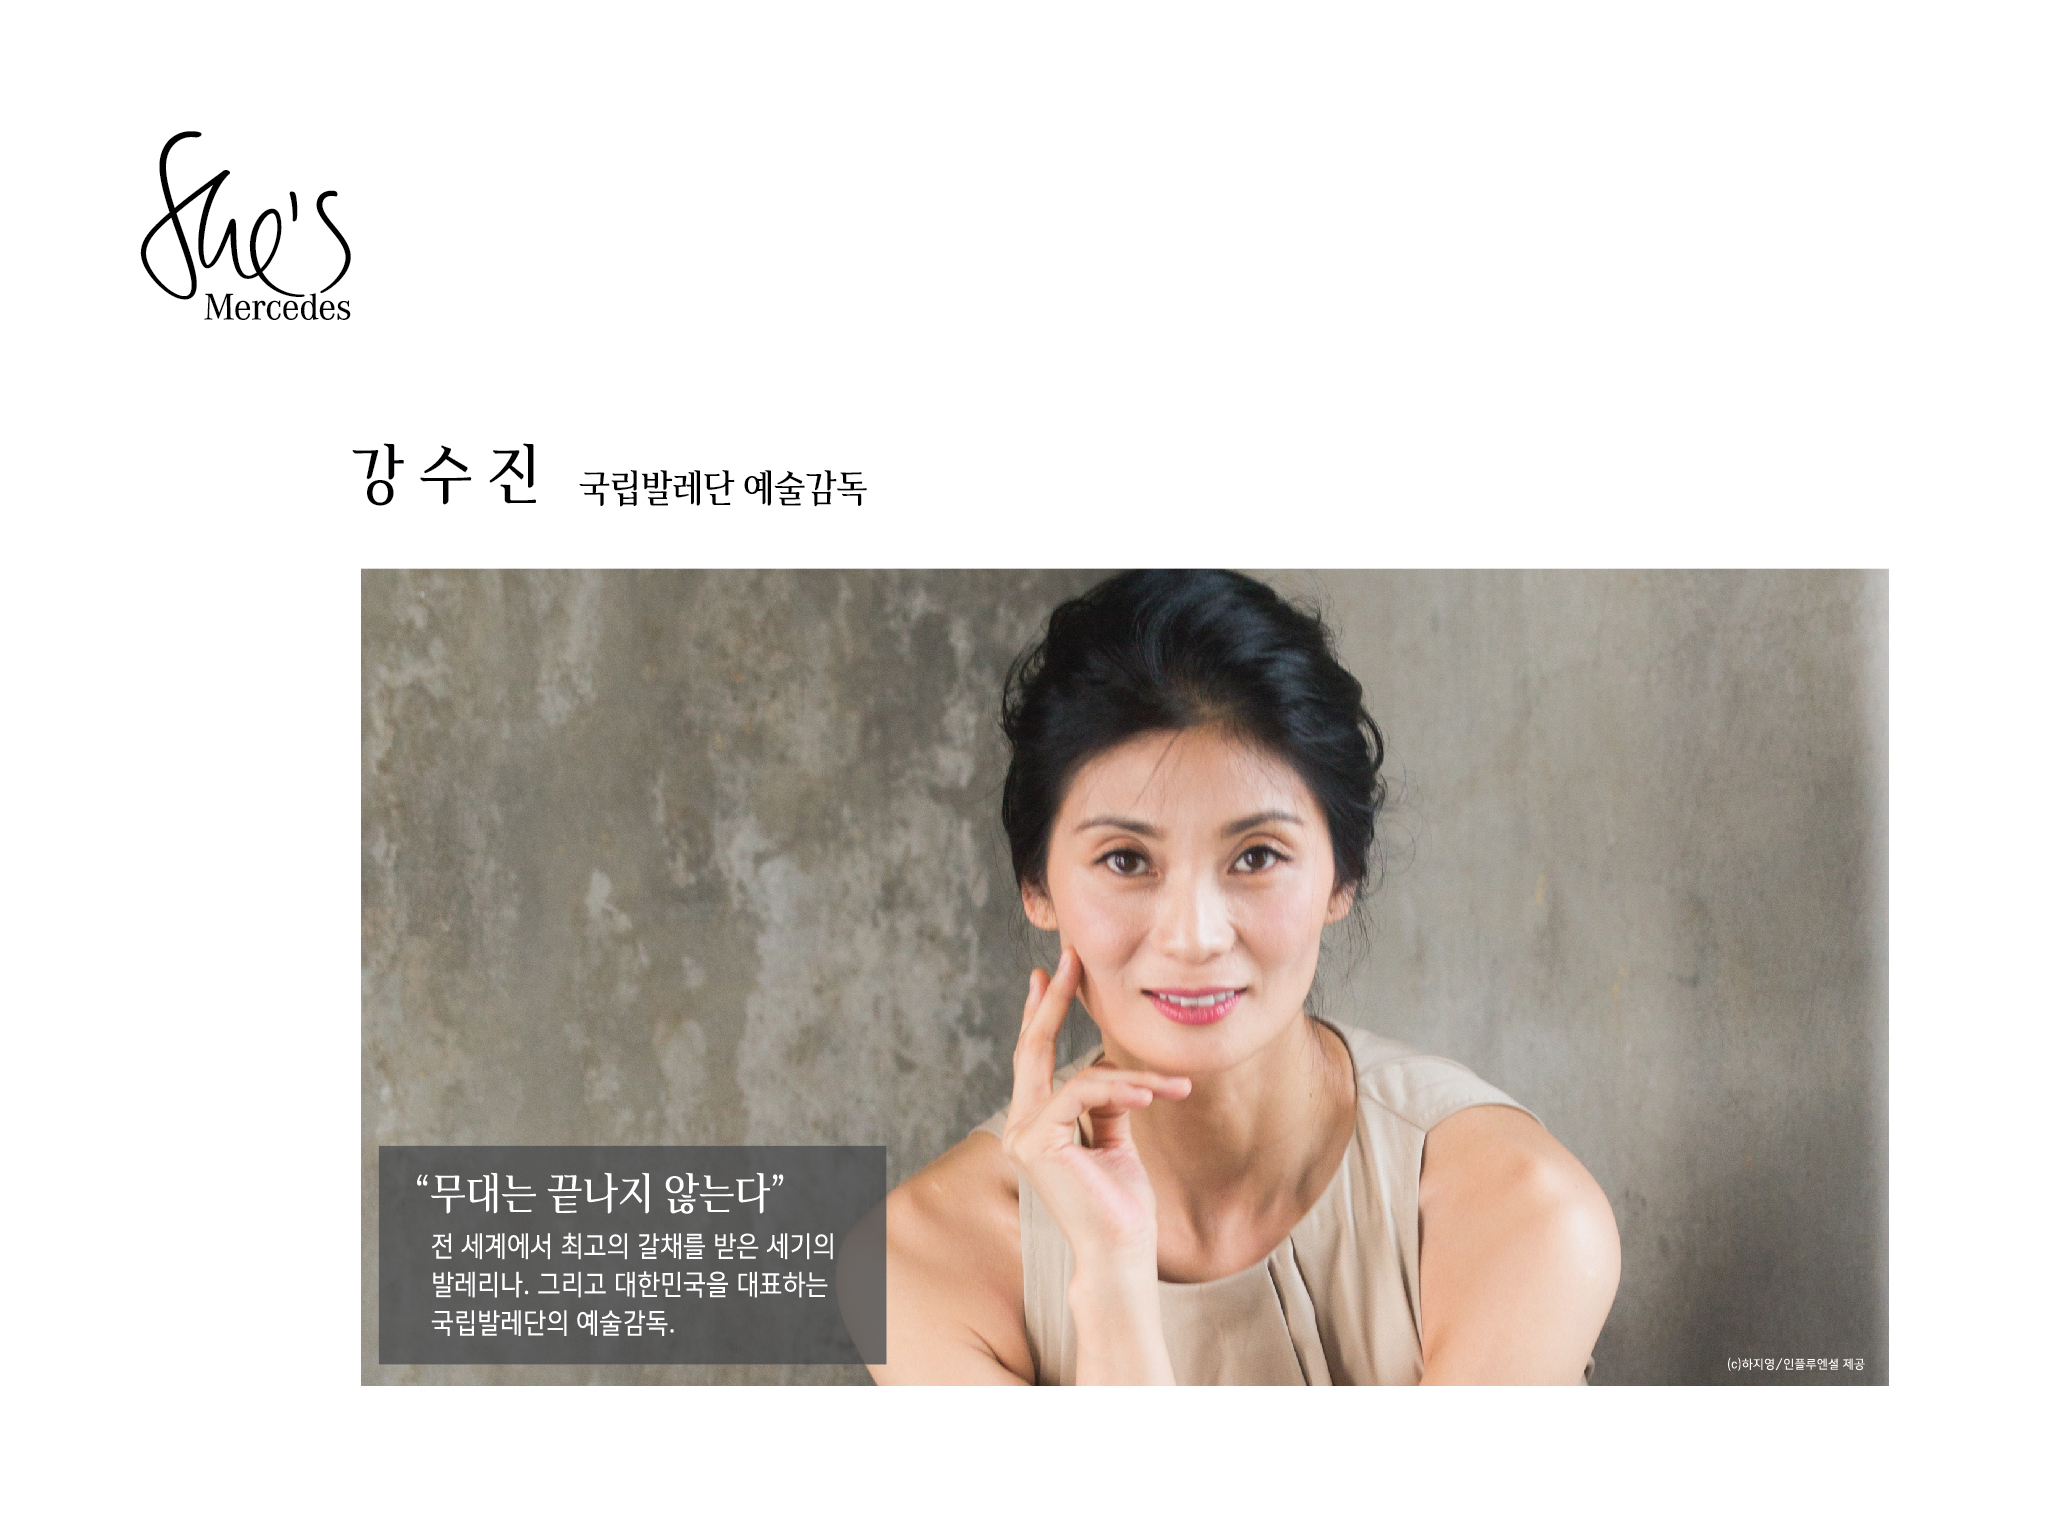 She's
Mercedes
강수진 국립발레단 예술감독
“무대는 끝나지 않는다”
전 세계에서 최고의 갈채를 받은 세기의
발레리나. 그리고 대한민국을 대표하는
국립발레단의 예술감독.
(c)하지영/인플루엔셜 제공